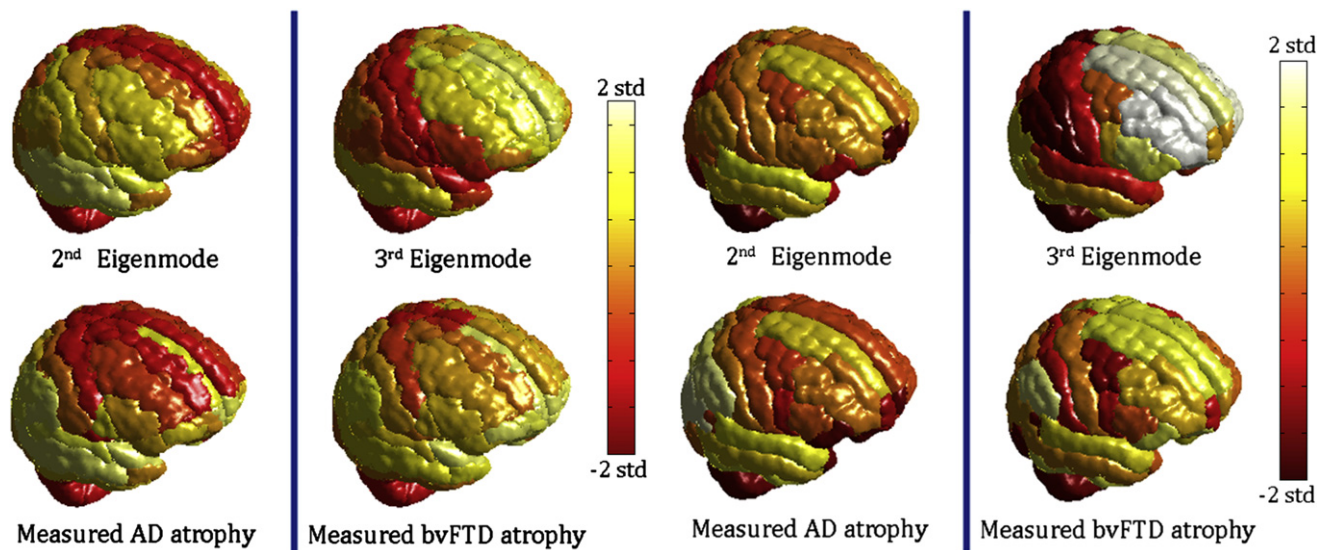 2nd Eigenmode
3rd Eigenmode
2 std
-2 std
2nd Eigenmode
3rd Eigenmode
2 std
-2 std
Measured AD atrophy
Measured bvFTD atrophy
Measured AD atrophy
Measured bvFTD atrophy